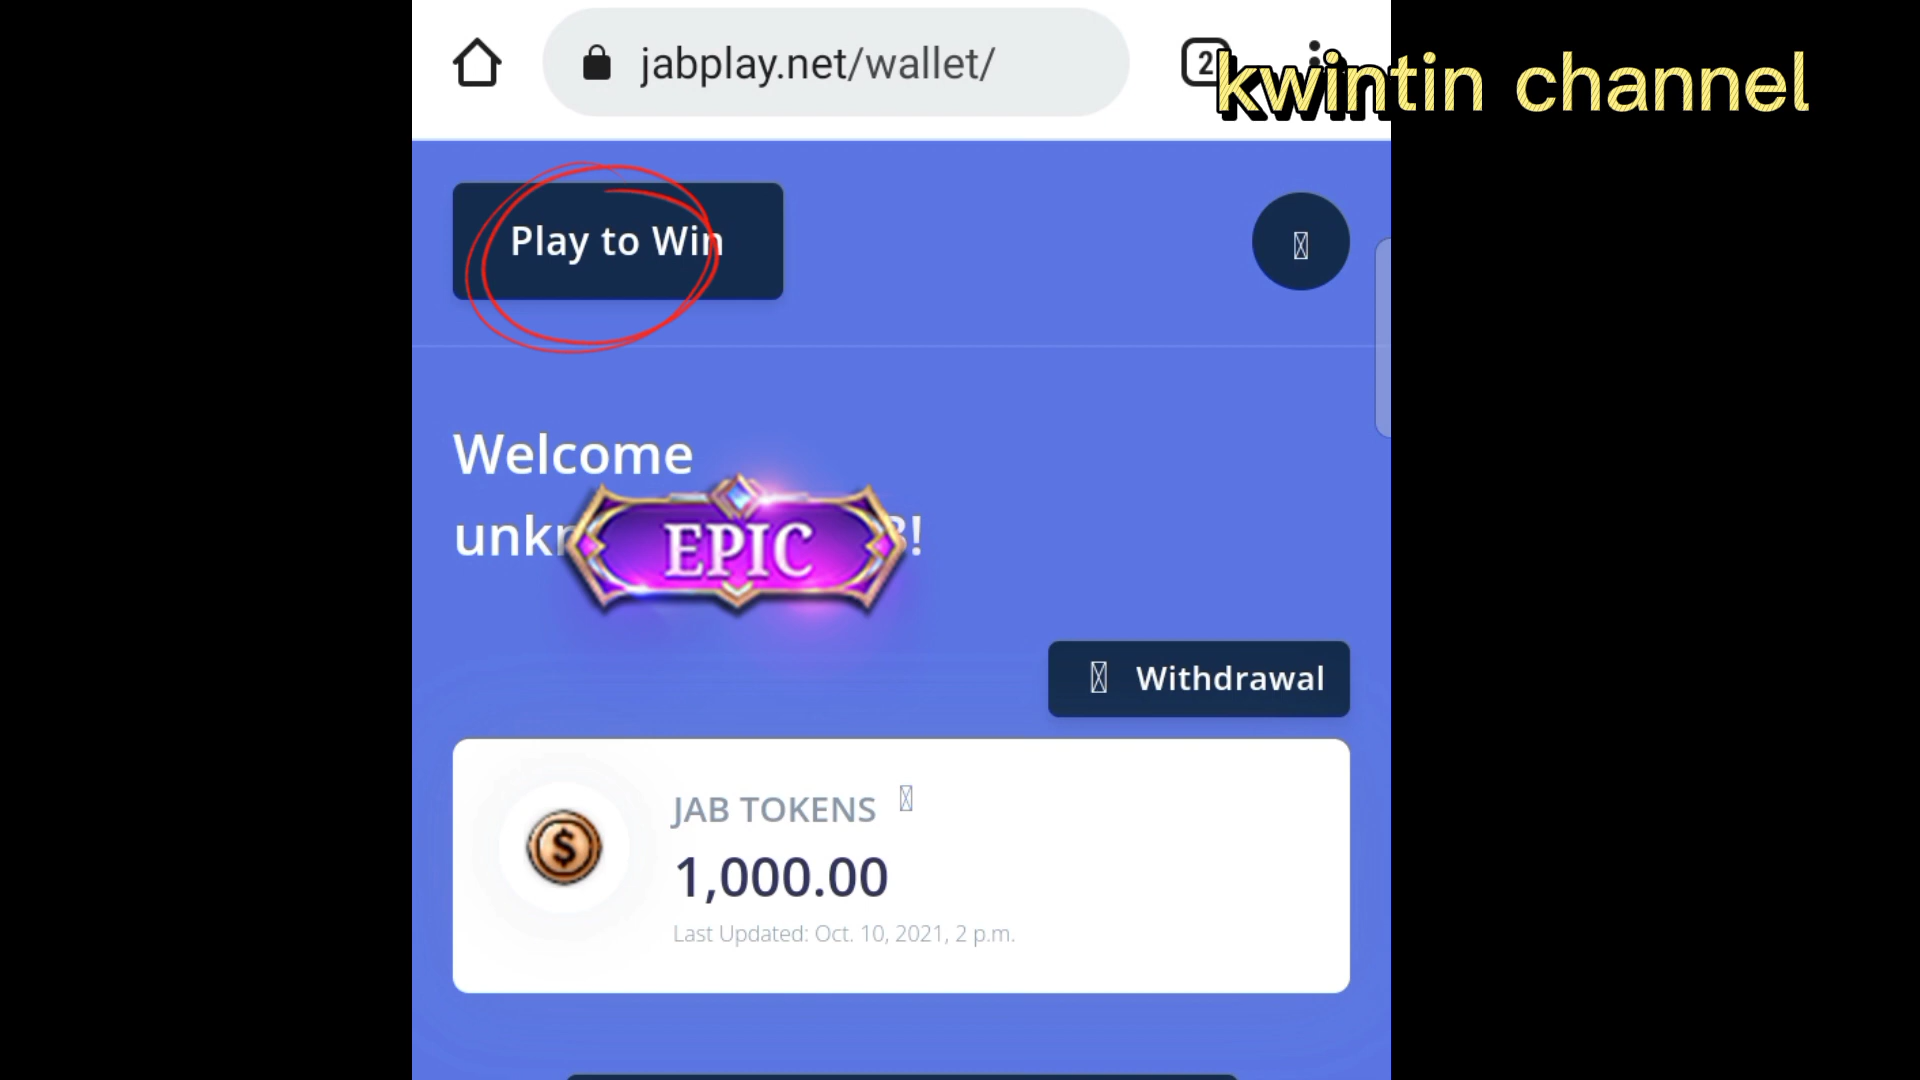 jabplay.net/wallet/
2
kwintin channel
Play to Win
Welcome
EPIC
Withdrawal
JAB TOKENS
$
1,000.00
Last Updated: Oct. 10, 2021, 2 p.m.